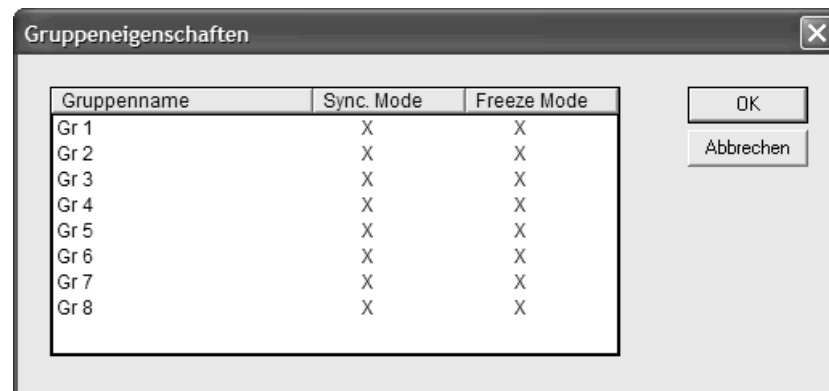 Gruppeneigenschaften
Gruppenname Sync. Mode Freeze Mode
Gr 1 X X
Gr 2 X X
Gr 3 X X
Gr 4 X X
Gr 5 X X
Gr 6 X X
Gr 7 X X
Gr 8 X X
OK
Abbrechen